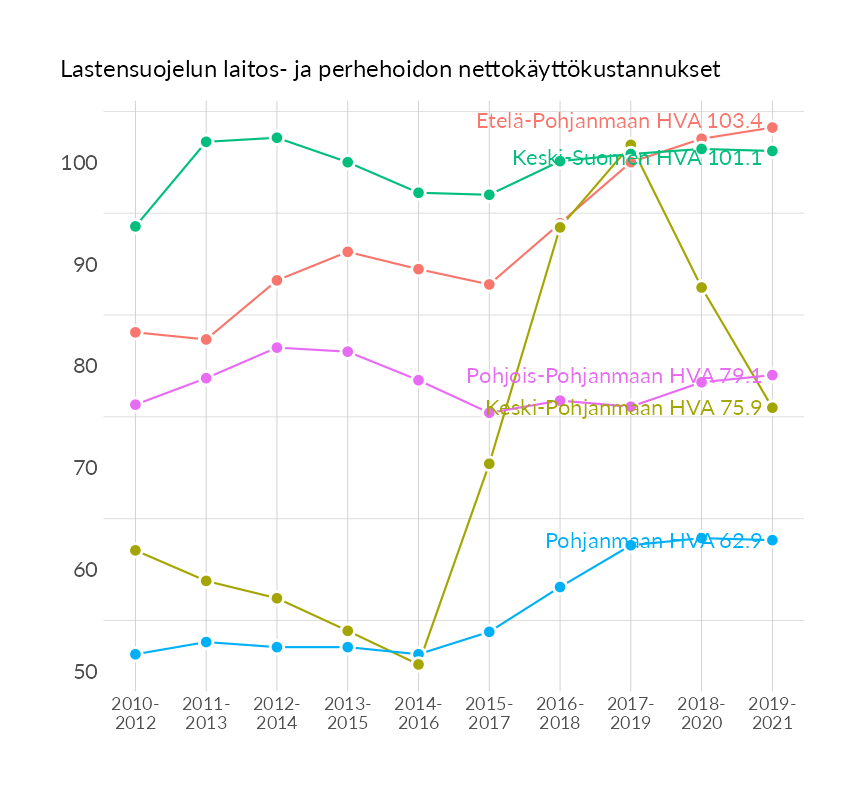 Lastensuojelun laitos- ja perhehoidon nettokäyttökustannukset
Etelä-Pohjanmaan HVA 103.4
Keski-Suomen HVA 101.1
100
90
Pohjois-Pohjanmaan HVA 79.1
80
Keski-Pohjanmaan HVA 75.9
70
Pohjanmaan HVA 62.9
60
50
2010- 2011- 2012- 2013- 2014- 2015- 2016- 2017- 2018- 2019-
2012 2013 2014 2015 2016 2017 2018 2019 2020 2021